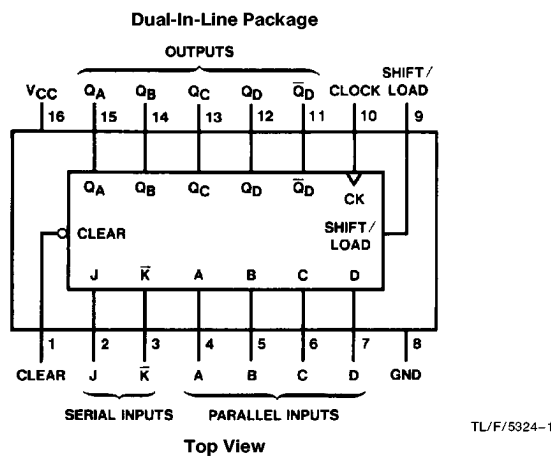 Dual-In-Line Package
OUTPUTS
VCC QA QB QC QD Q̅D CLOCK SHIFT/
LOAD
16 15 14 13 12 11 10 9
QA QB QC QD Q̅D CK
CLEAR SHIFT/
LOAD
J K̅ A B C D
1 2 3 4 5 6 7 8
CLEAR J K̅ A B C D GND
SERIAL INPUTS PARALLEL INPUTS
TL/F/5324-1
Top View